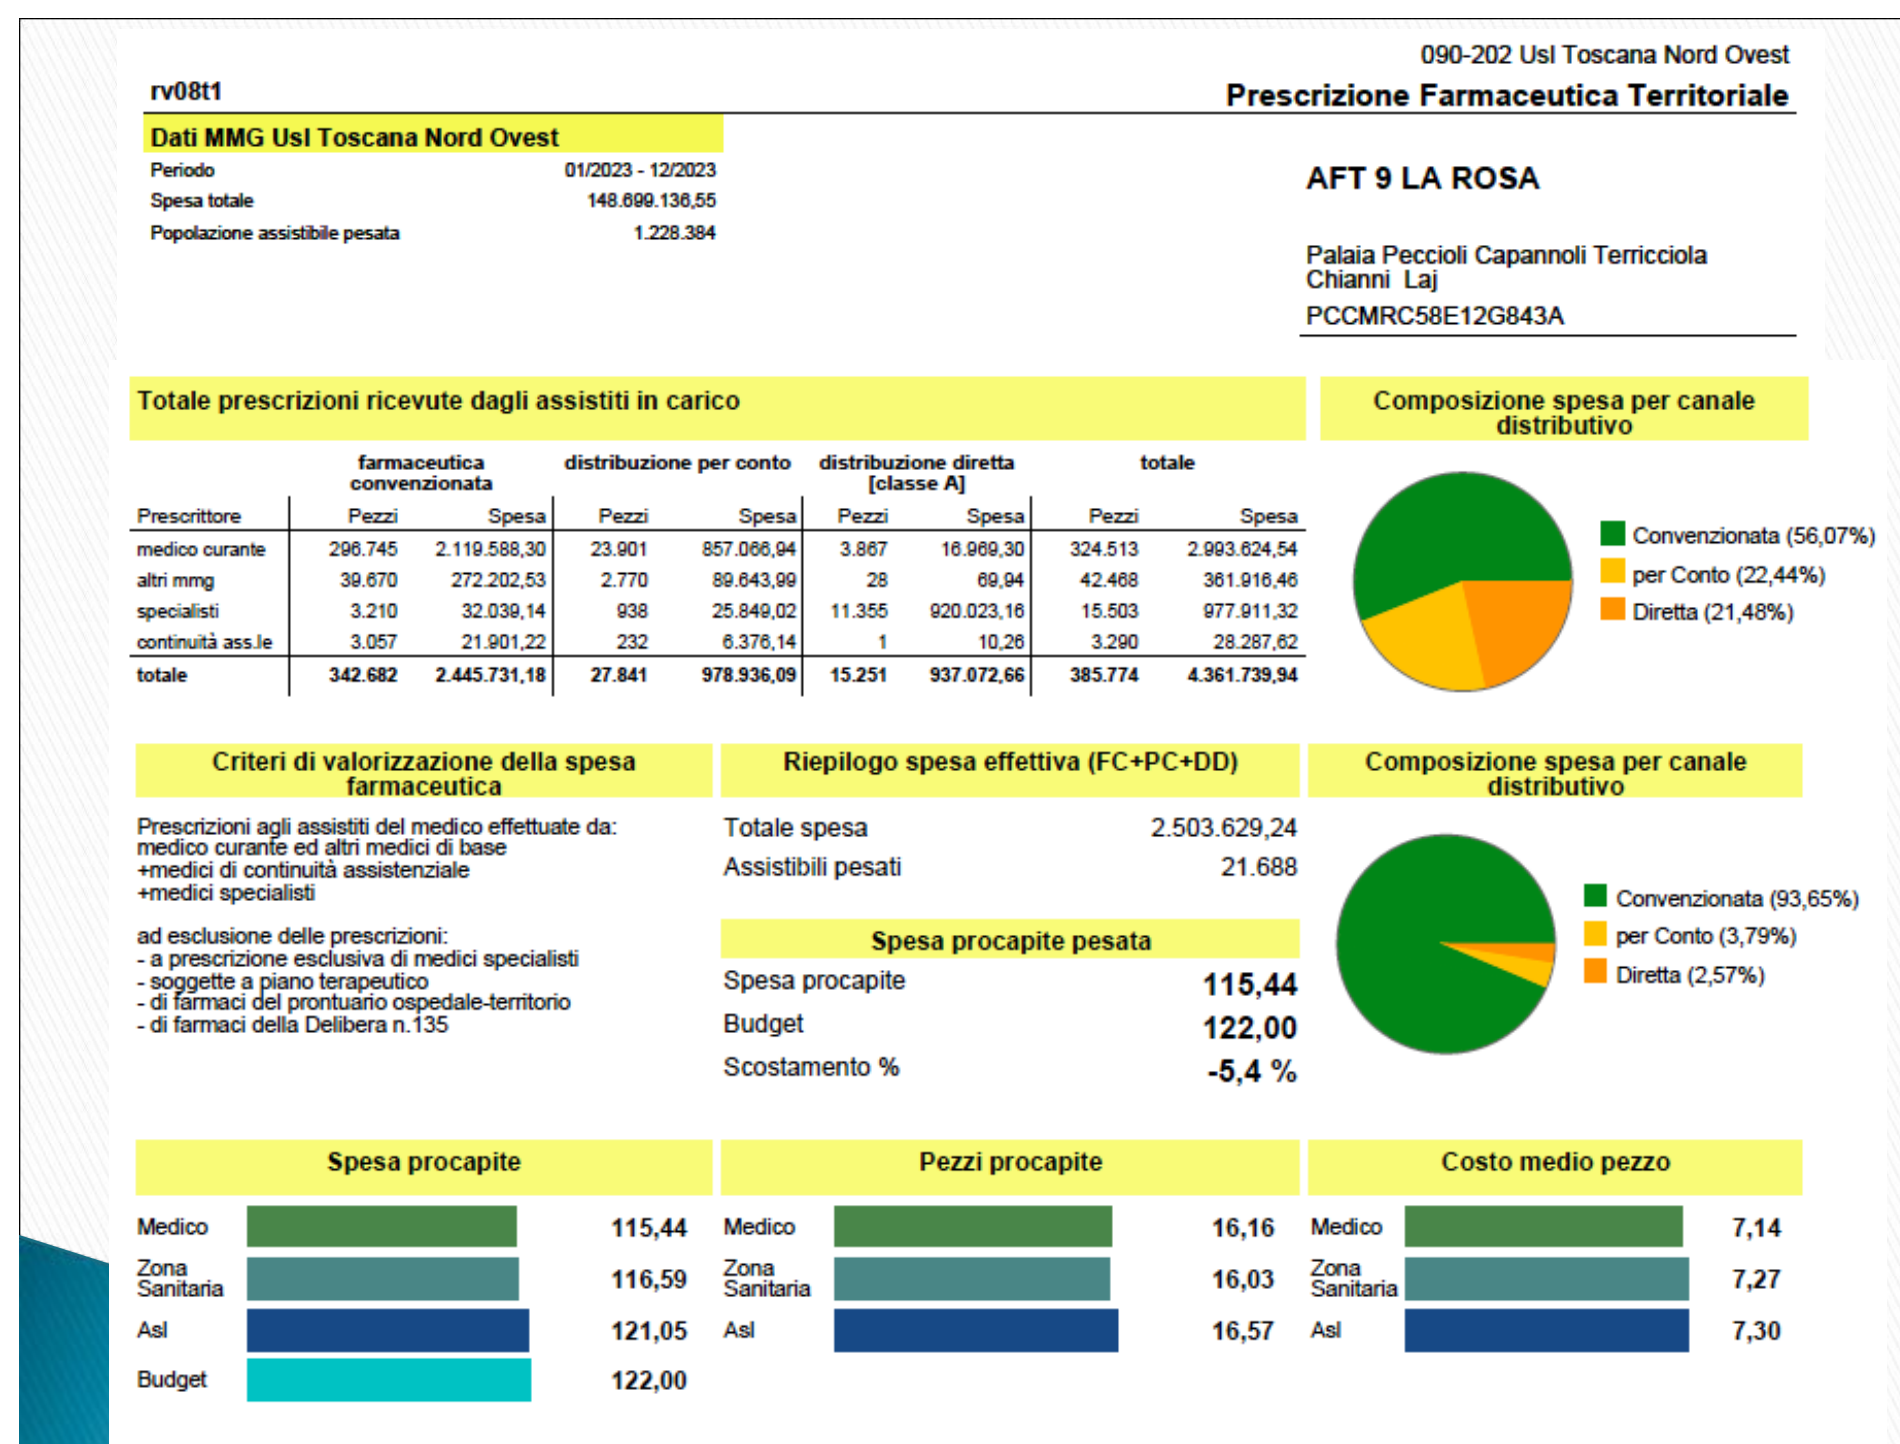 090-202 Usl Toscana Nord Ovest
rv08t1
Prescrizione Farmaceutica Territoriale
Dati MMG Usl Toscana Nord Ovest
Periodo 01/2023 - 12/2023
Spesa totale 148.699.136,55
Popolazione assistibile pesata 1.228.384
AFT 9 LA ROSA
Palaia Peccioli Capannoli Terricciola
Chianni Laj
PCCMRC58E12G843A
Totale prescrizioni ricevute dagli assistiti in carico
farmaceutica convenzionata distribuzione per conto distribuzione diretta [classe A] totale
Prescrittore Pezzi Spesa Pezzi Spesa Pezzi Spesa Pezzi Spesa
medico curante 296.745 2.119.588,30 23.901 857.066,94 3.867 16.969,30 324.513 2.993.624,54
altri mmg 39.670 272.202,53 2.770 89.643,99 28 69,94 42.468 361.916,46
specialisti 3.210 32.039,14 938 25.849,02 11.355 920.023,16 15.503 977.911,32
continuità ass.le 3.057 21.901,22 232 6.376,14 1 10,26 3.290 28.287,62
totale 342.682 2.445.731,18 27.841 978.936,09 15.251 937.072,66 385.774 4.361.739,94
Composizione spesa per canale
distributivo
Convenzionata (56,07%)
per Conto (22,44%)
Diretta (21,48%)
Criteri di valorizzazione della spesa
farmaceutica
Prescrizioni agli assistiti del medico effettuate da:
medico curante ed altri medici di base
+medici di continuità assistenziale
+medici specialisti
ad esclusione delle prescrizioni:
- a prescrizione esclusiva di medici specialisti
- soggette a piano terapeutico
- di farmaci del prontuario ospedale-territorio
- di farmaci della Delibera n.135
Riepilogo spesa effettiva (FC+PC+DD)
Totale spesa 2.503.629,24
Assistibili pesati 21.688
Spesa procapite pesata
Spesa procapite 115,44
Budget 122,00
Scostamento % -5,4 %
Composizione spesa per canale
distributivo
Convenzionata (93,65%)
per Conto (3,79%)
Diretta (2,57%)
Spesa procapite
Medico 115,44
Zona
Sanitaria 116,59
Asl 121,05
Budget 122,00
Pezzi procapite
Medico 16,16
Zona
Sanitaria 16,03
Asl 16,57
Costo medio pezzo
Medico 7,14
Zona
Sanitaria 7,27
Asl 7,30